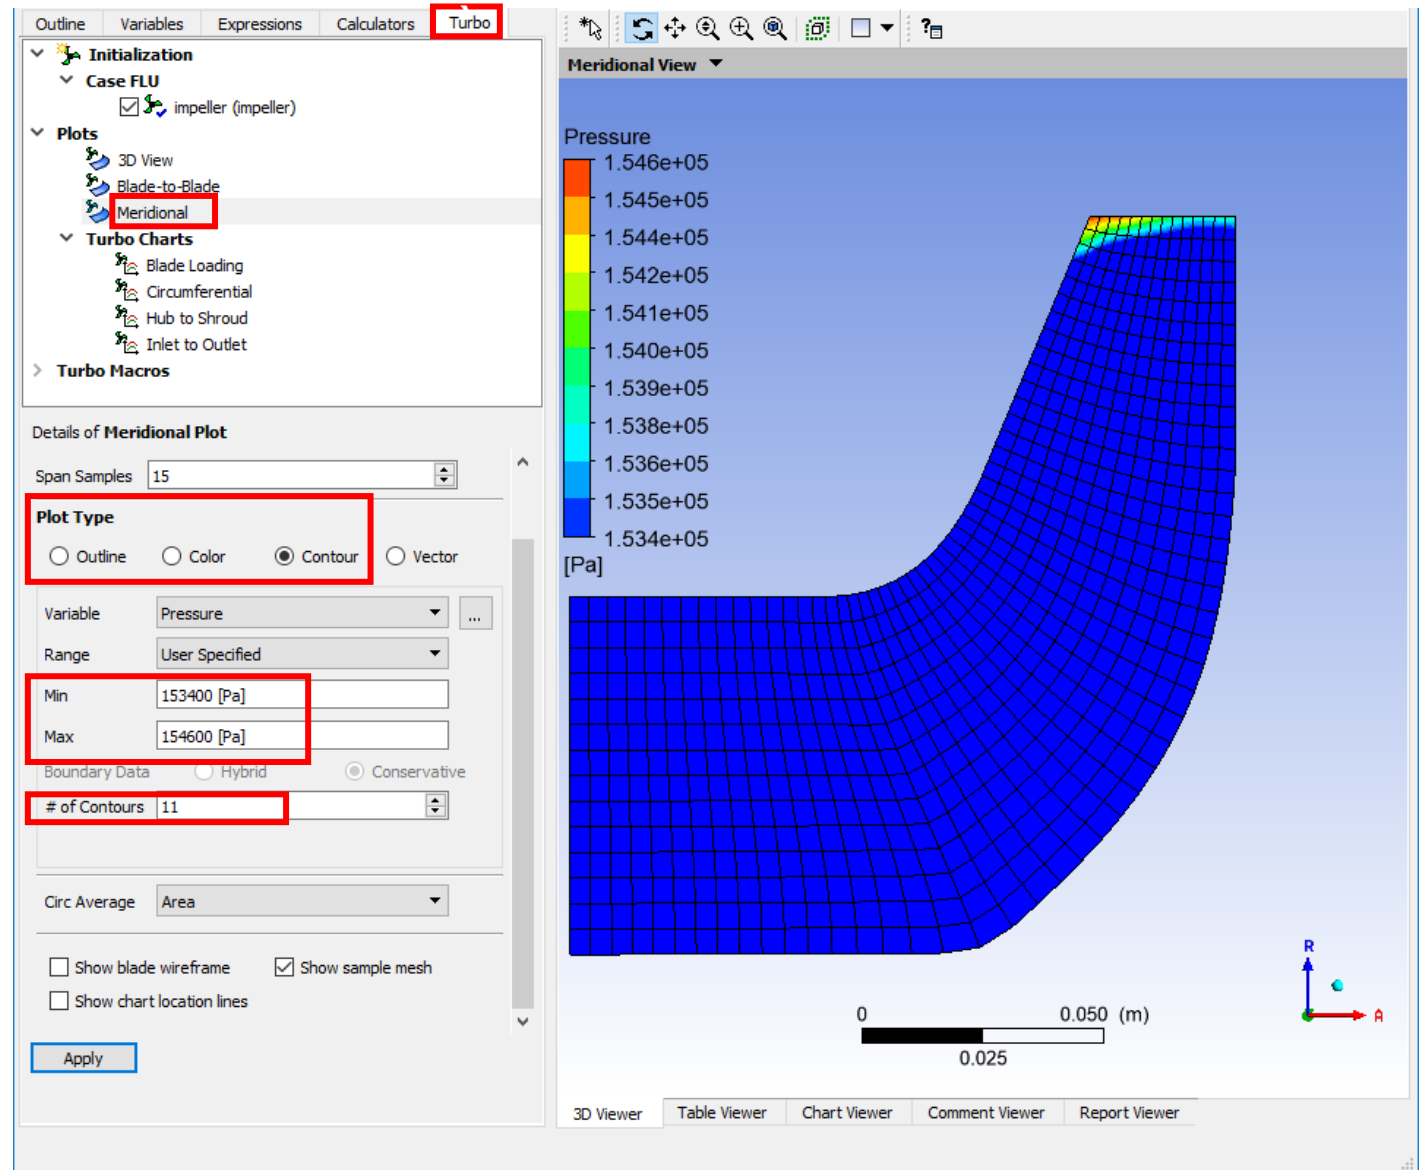 Outline Variables Expressions Calculators Turbo
Initialization
Case FLU
impeller (impeller)
Plots
3D View
Blade-to-Blade
Meridional
Turbo Charts
Blade Loading
Circumferential
Hub to Shroud
Inlet to Outlet
Turbo Macros
Details of Meridional Plot
Span Samples 15
Plot Type
Outline Color Contour Vector
Variable Pressure ...
Range User Specified
Min 153400 [Pa]
Max 154600 [Pa]
Boundary Data Hybrid Conservative
# of Contours 11
Circ Average Area
Show blade wireframe Show sample mesh
Show chart location lines
Apply
Meridional View
Pressure
1.546e+05
1.545e+05
1.544e+05
1.542e+05
1.541e+05
1.540e+05
1.539e+05
1.538e+05
1.536e+05
1.535e+05
1.534e+05
[Pa]
R
A
0 0.050 (m)
0.025
3D Viewer Table Viewer Chart Viewer Comment Viewer Report Viewer